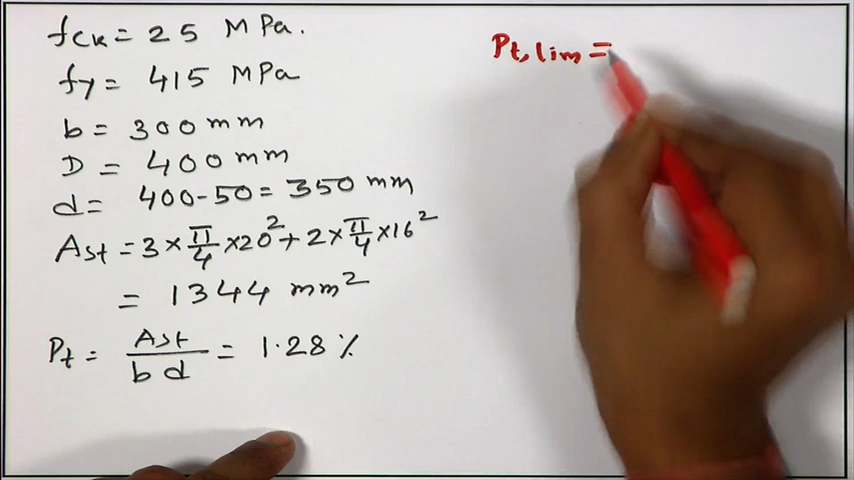 fck = 25 MPa.
fy = 415 MPa
b = 300 mm
D = 400 mm
d = 400-50 = 350 mm
Ast = 3 × π/4 × 20² + 2 × π/4 × 16²
= 1344 mm²
Pt = Ast / b d = 1.28 %
Pt,lim =